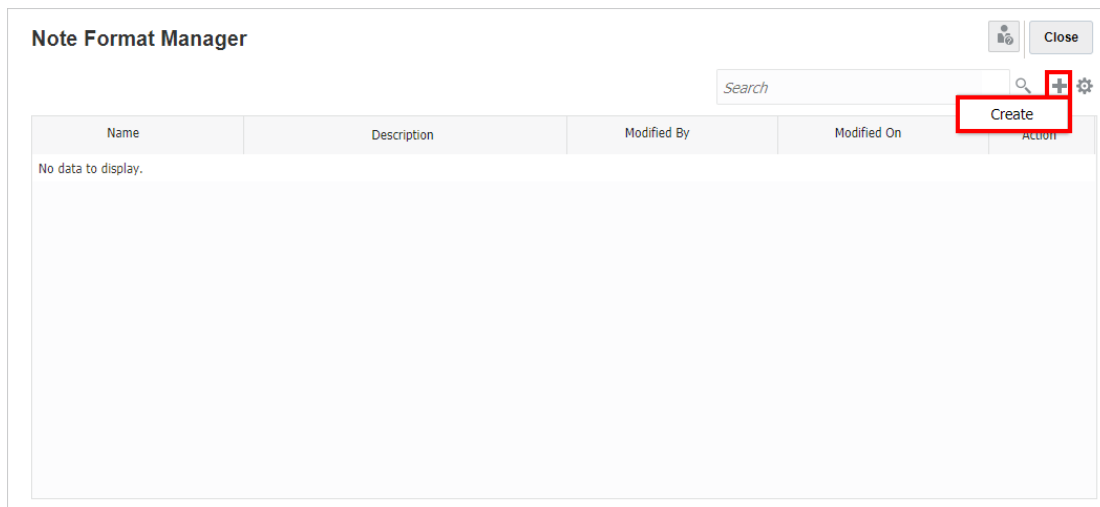 Note Format Manager
Close
Search
Create
Name Description Modified By Modified On Action
No data to display.